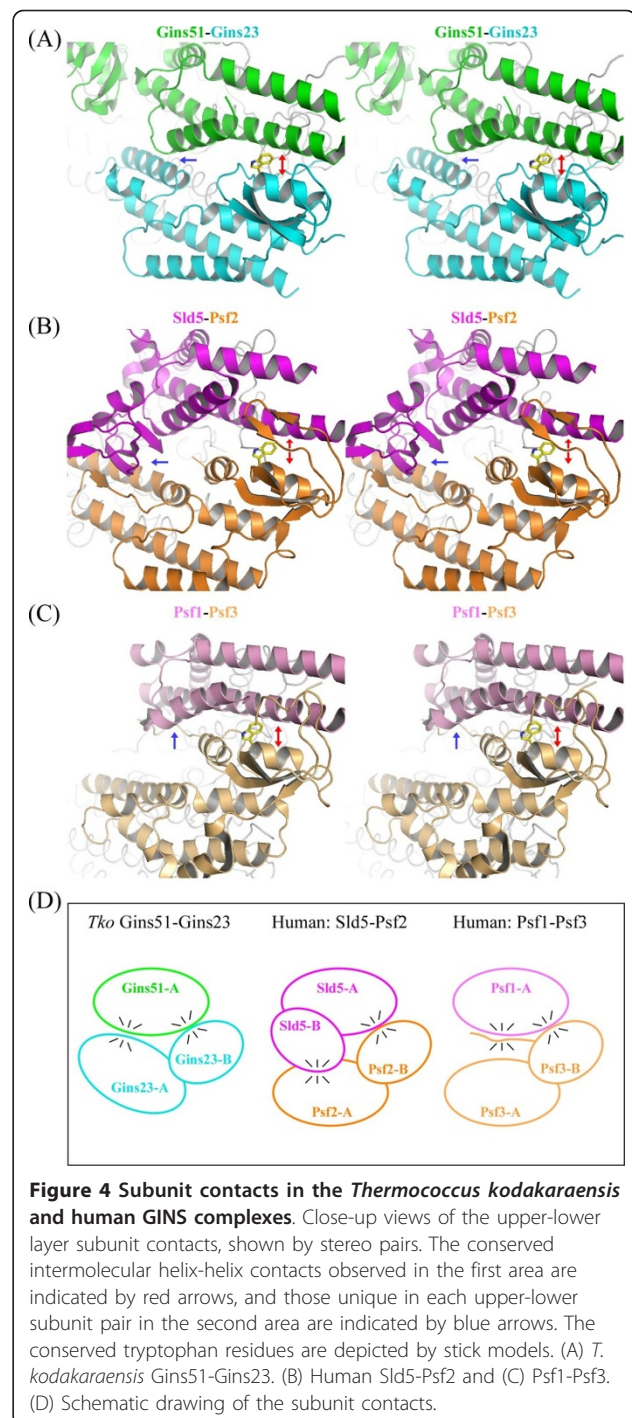 (A)
Gins51-Gins23
Gins51-Gins23
(B)
Sld5-Psf2
Sld5-Psf2
(C)
Psf1-Psf3
Psf1-Psf3
(D)
Tko Gins51-Gins23
Human: Sld5-Psf2
Human: Psf1-Psf3
Gins51-A
Gins23-A
Gins23-B
Sld5-A
Sld5-B
Psf2-B
Psf2-A
Psf1-A
Psf3-B
Psf3-A
Figure 4 Subunit contacts in the Thermococcus kodakaraensis
and human GINS complexes. Close-up views of the upper-lower
layer subunit contacts, shown by stereo pairs. The conserved
intermolecular helix-helix contacts observed in the first area are
indicated by red arrows, and those unique in each upper-lower
subunit pair in the second area are indicated by blue arrows. The
conserved tryptophan residues are depicted by stick models. (A) T.
kodakaraensis Gins51-Gins23. (B) Human Sld5-Psf2 and (C) Psf1-Psf3.
(D) Schematic drawing of the subunit contacts.